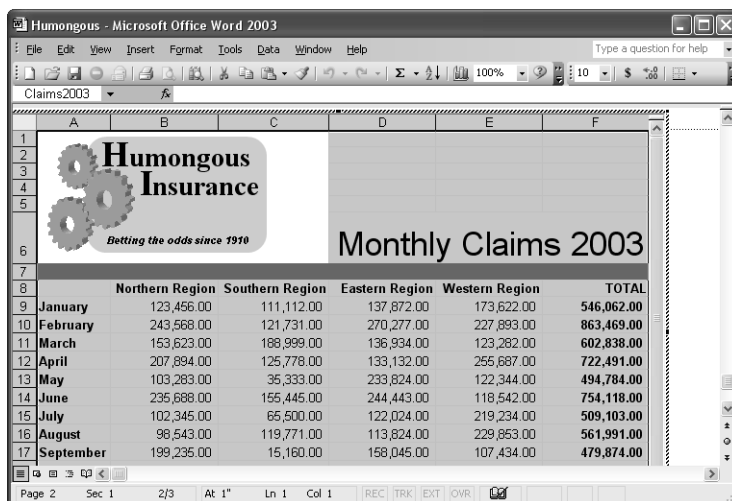 Humongous - Microsoft Office Word 2003
File Edit View Insert Format Tools Data Window Help Type a question for help
100% 10 $
Claims2003 fx
A B C D E F
1
2
3
4
5
Humongous
Insurance
Betting the odds since 1910
6 Monthly Claims 2003
7
8 Northern Region Southern Region Eastern Region Western Region TOTAL
9 January 123,456.00 111,112.00 137,872.00 173,622.00 546,062.00
10 February 243,568.00 121,731.00 270,277.00 227,893.00 863,469.00
11 March 153,623.00 188,999.00 136,934.00 123,282.00 602,838.00
12 April 207,894.00 125,778.00 133,132.00 255,687.00 722,491.00
13 May 103,283.00 35,333.00 233,824.00 122,344.00 494,784.00
14 June 235,688.00 155,445.00 244,443.00 118,542.00 754,118.00
15 July 102,345.00 65,500.00 122,024.00 219,234.00 509,103.00
16 August 98,543.00 119,771.00 113,824.00 229,853.00 561,991.00
17 September 199,235.00 15,160.00 158,045.00 107,434.00 479,874.00
Page 2 Sec 1 2/3 At 1" Ln 1 Col 1 REC TRK EXT OVR